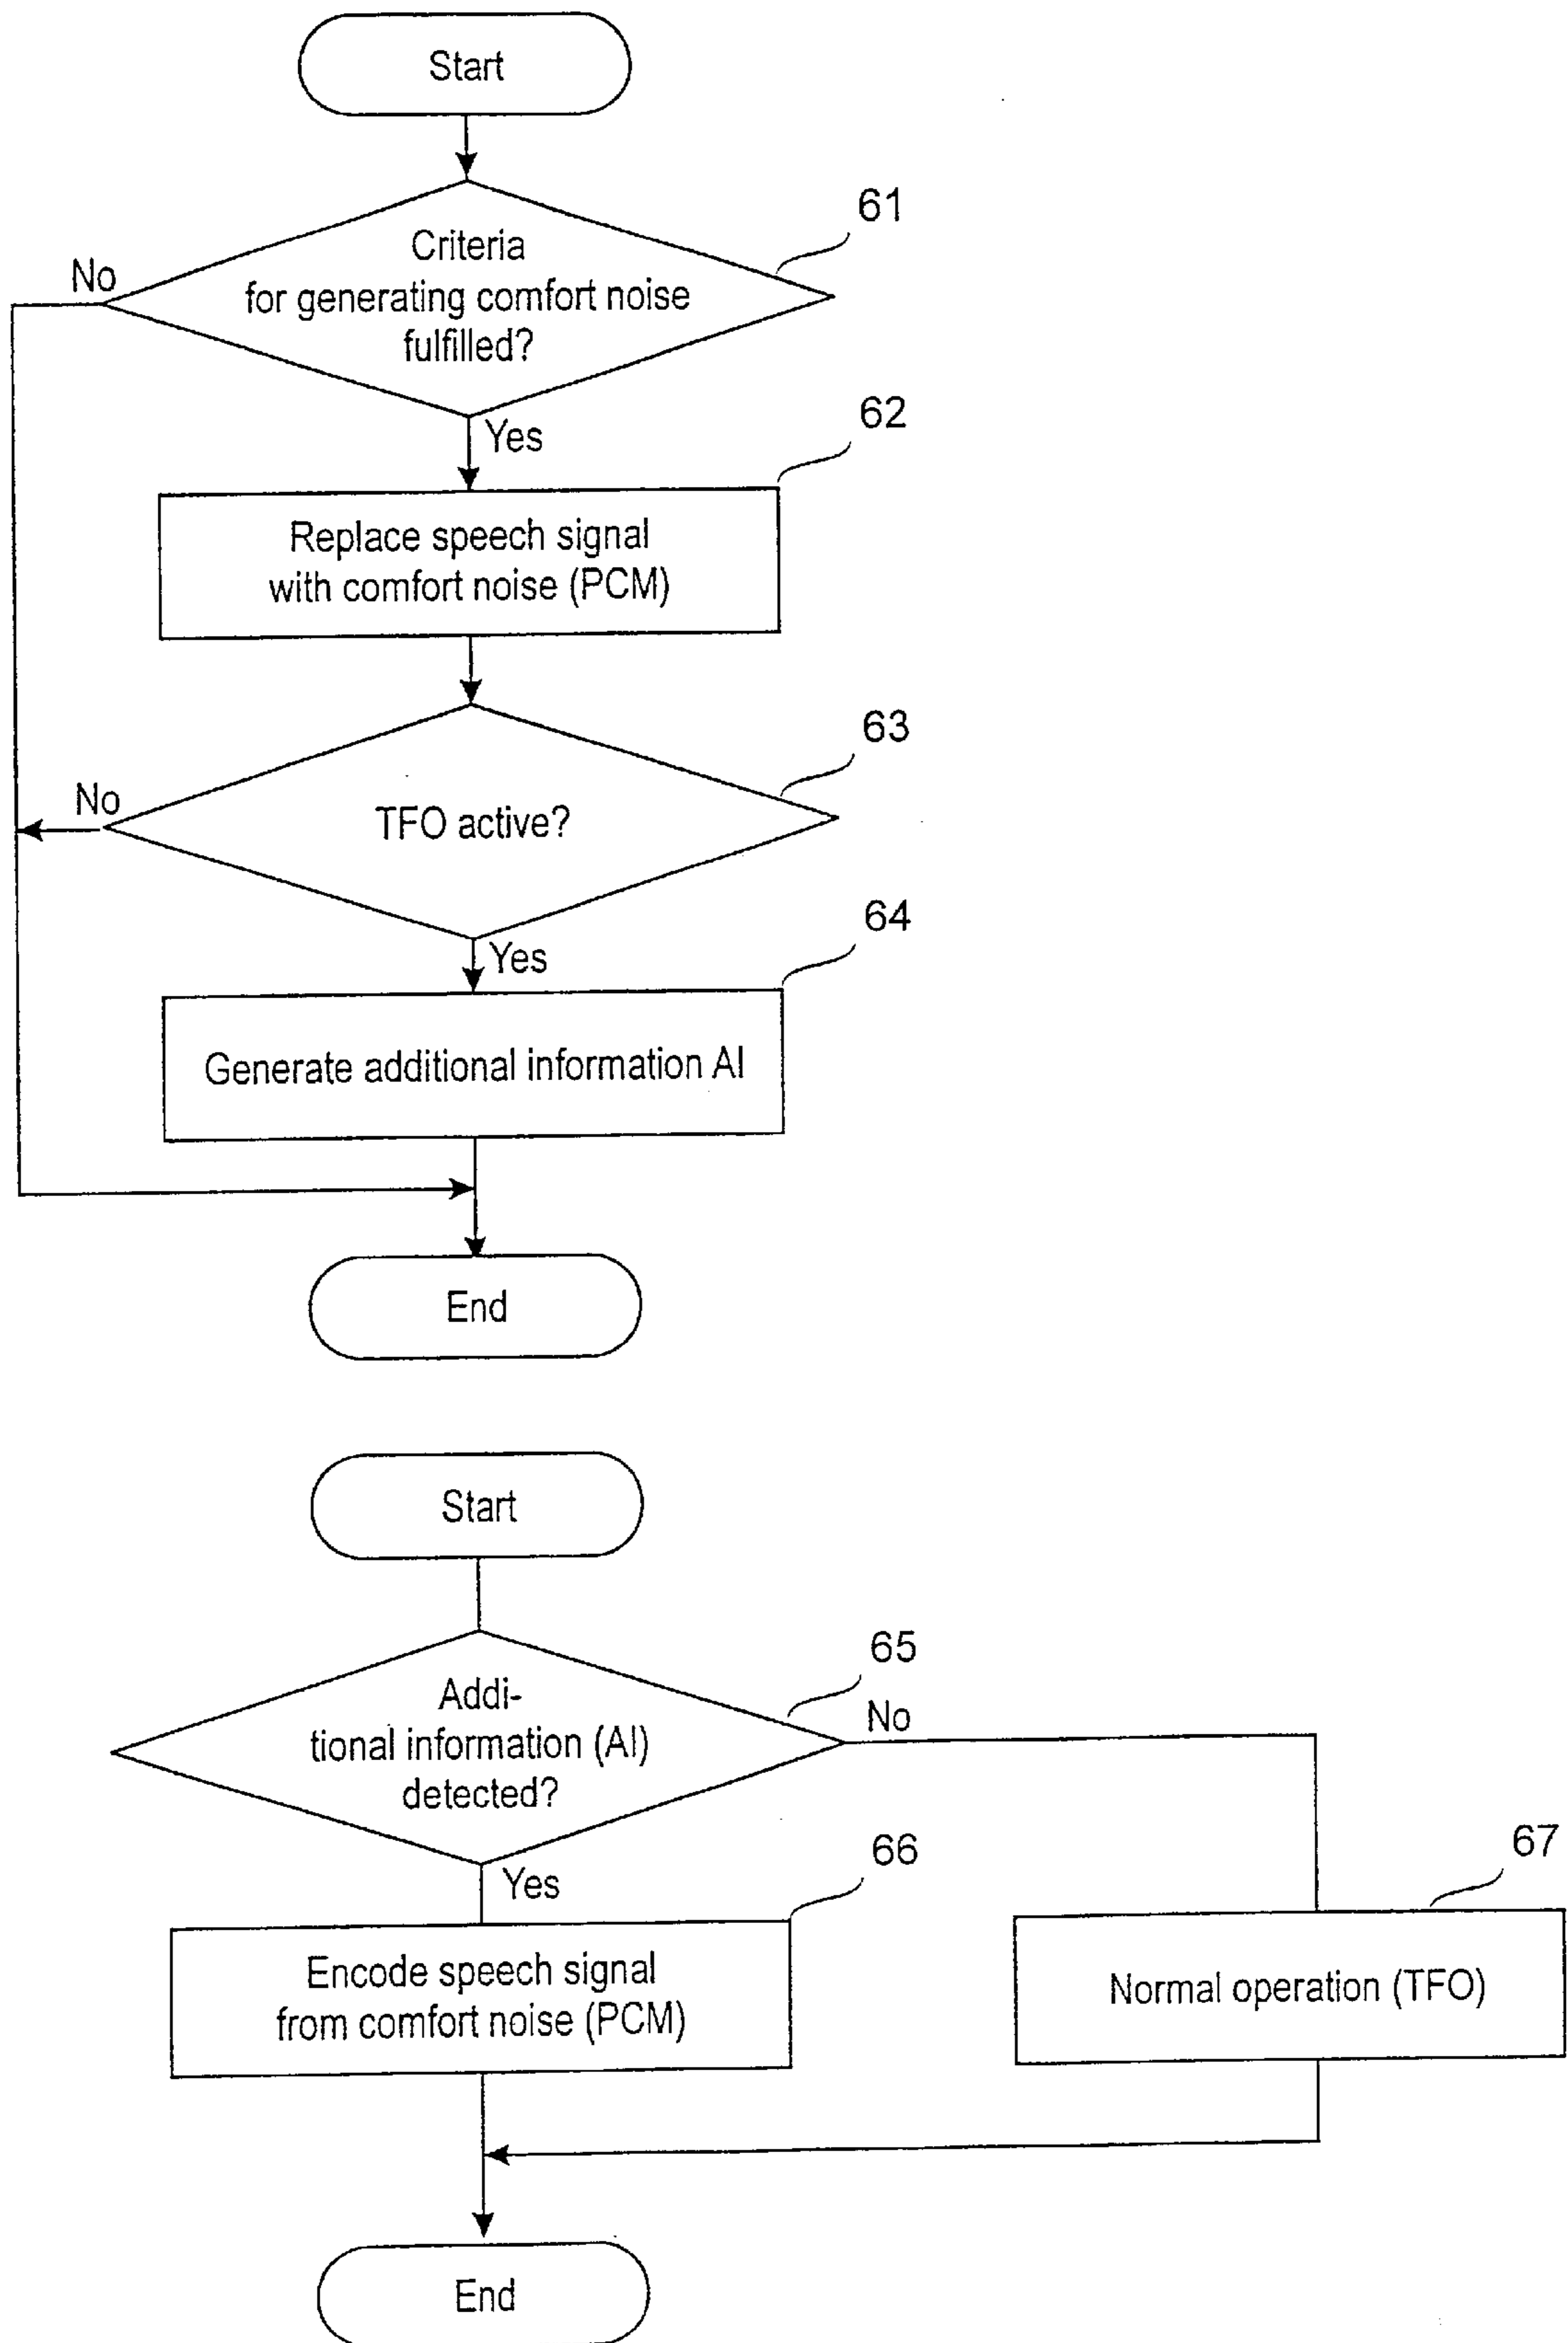 Start
61
Criteria
for generating comfort noise
fulfilled?
No
Yes
62
Replace speech signal
with comfort noise (PCM)
63
TFO active?
No
Yes
64
Generate additional information AI
End
Start
65
Addi-
tional information (AI)
detected?
No
Yes
66
Encode speech signal
from comfort noise (PCM)
67
Normal operation (TFO)
End